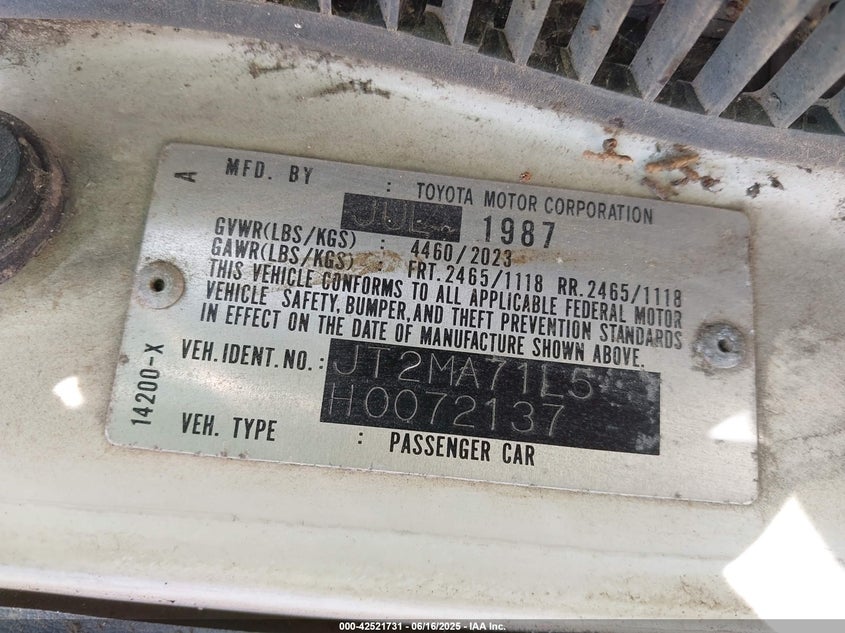 A MFD. BY : TOYOTA MOTOR CORPORATION
JUL 1987
GVWR(LBS/KGS) : 4460/2023
GAWR(LBS/KGS) : FRT.2465/1118 RR.2465/1118
THIS VEHICLE CONFORMS TO ALL APPLICABLE FEDERAL MOTOR
VEHICLE SAFETY,BUMPER,AND THEFT PREVENTION STANDARDS
IN EFFECT ON THE DATE OF MANUFACTURE SHOWN ABOVE.
VEH.IDENT.NO.: JT2MA71L5
H0072137
VEH. TYPE : PASSENGER CAR
14200-X
000-42521731 - 06/16/2025 - IAA Inc.